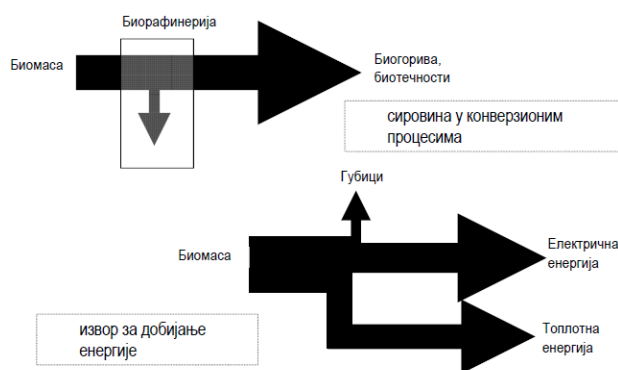 Биорафинерија
Биомаса
Биогорива,
биотечности
сировина у конверзионим
процесима
Губици
Биомаса
Електрична
енергија
извор за добијање
енергије
Топлотна
енергија